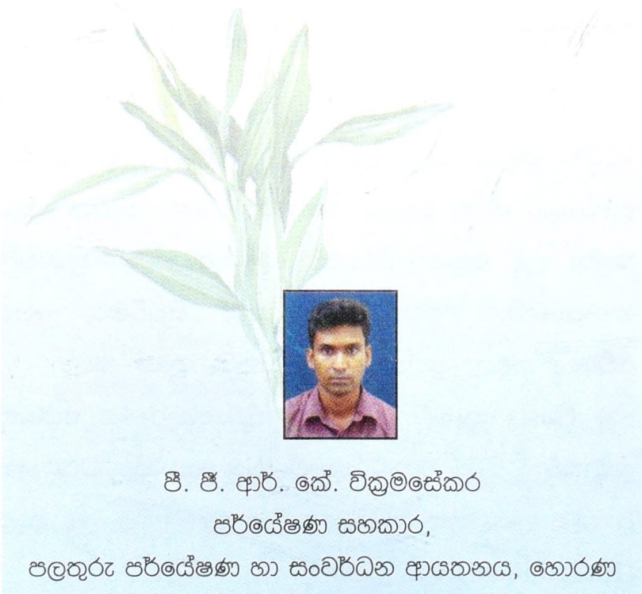 පී. ජී. ආර්. කේ. වික්‍රමසේකර
පර්යේෂණ සහකාර,
පලතුරු පර්යේෂණ හා සංවර්ධන ආයතනය, හොරණ